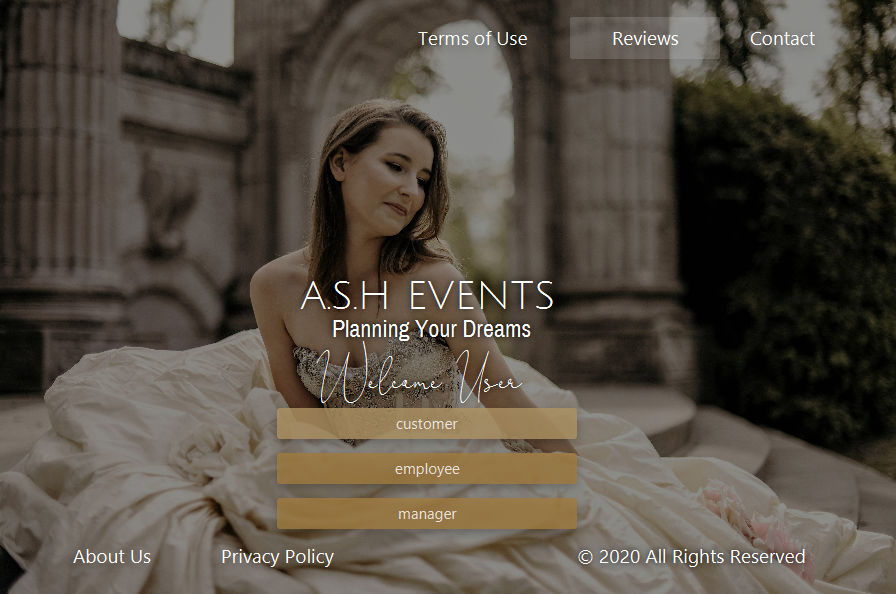 Terms of Use Reviews Contact
A.S.H EVENTS
Planning Your Dreams
Welcome User
customer
employee
manager
About Us Privacy Policy © 2020 All Rights Reserved